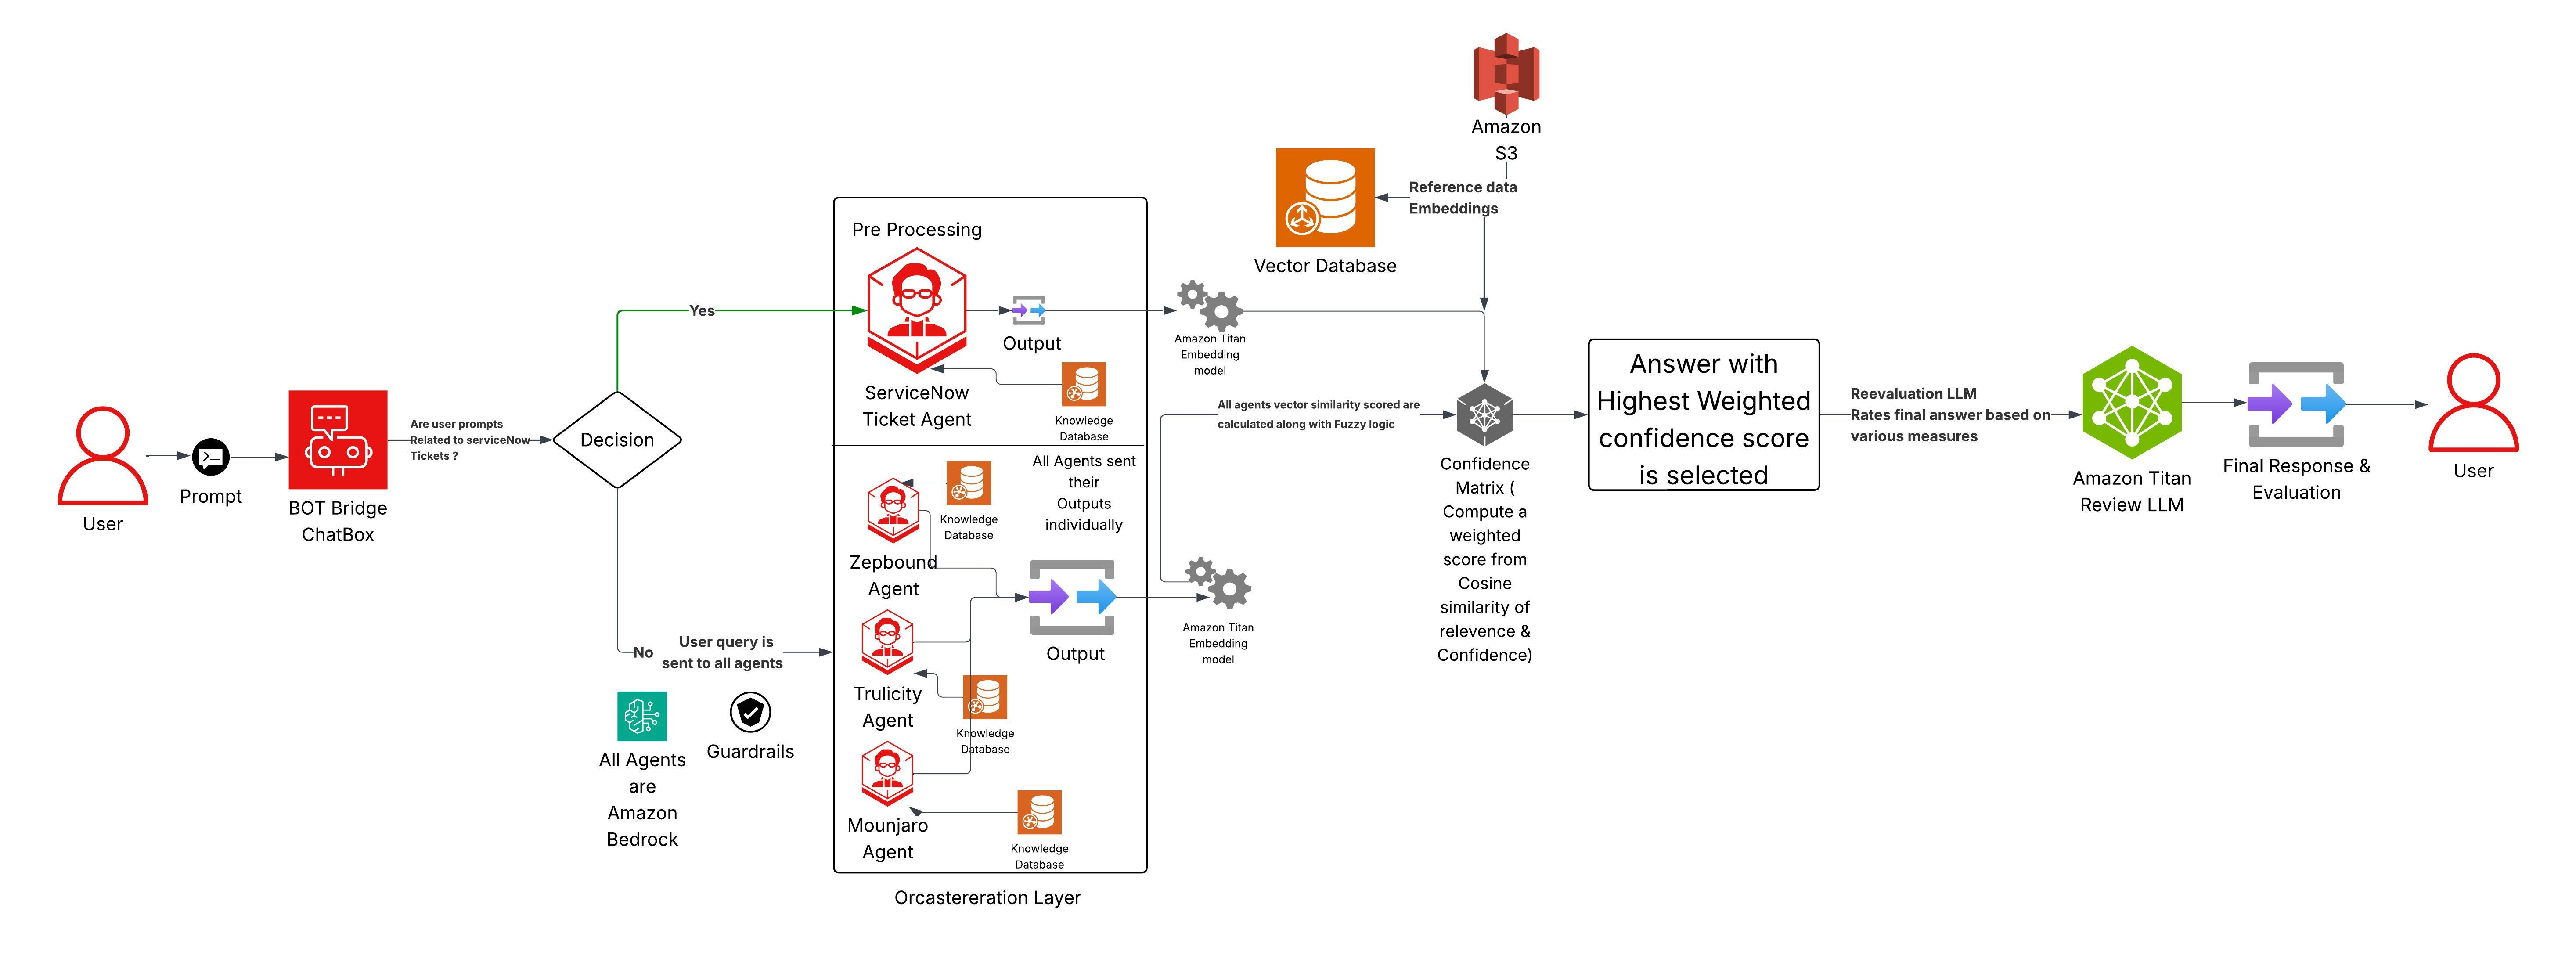 User
Prompt
BOT Bridge
ChatBox
Are user prompts
Related to serviceNow
Tickets ?
Decision
Yes
No
User query is
sent to all agents
All Agents
are
Amazon
Bedrock
Guardrails
Pre Processing
ServiceNow
Ticket Agent
Output
Knowledge
Database
All Agents sent
their
Outputs
individually
Knowledge
Database
Zepbound
Agent
Trulicity
Agent
Knowledge
Database
Mounjaro
Agent
Knowledge
Database
Output
Orcastereration Layer
Amazon Titan
Embedding
model
Amazon Titan
Embedding
model
Amazon
S3
Reference data
Embeddings
Vector Database
All agents vector similarity scored are
calculated along with Fuzzy logic
Confidence
Matrix (
Compute a
weighted
score from
Cosine
similarity of
relevence &
Confidence)
Answer with
Highest Weighted
confidence score
is selected
Reevaluation LLM
Rates final answer based on
various measures
Amazon Titan
Review LLM
Final Response &
Evaluation
User